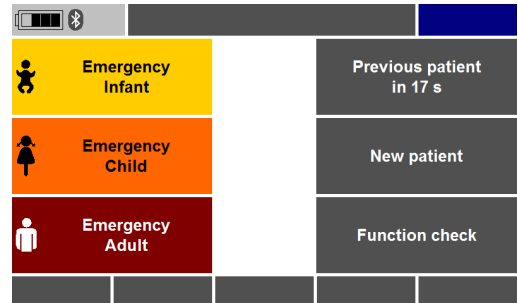 Emergency
Infant
Previous patient
in 17 s
Emergency
Child
New patient
Emergency
Adult
Function check